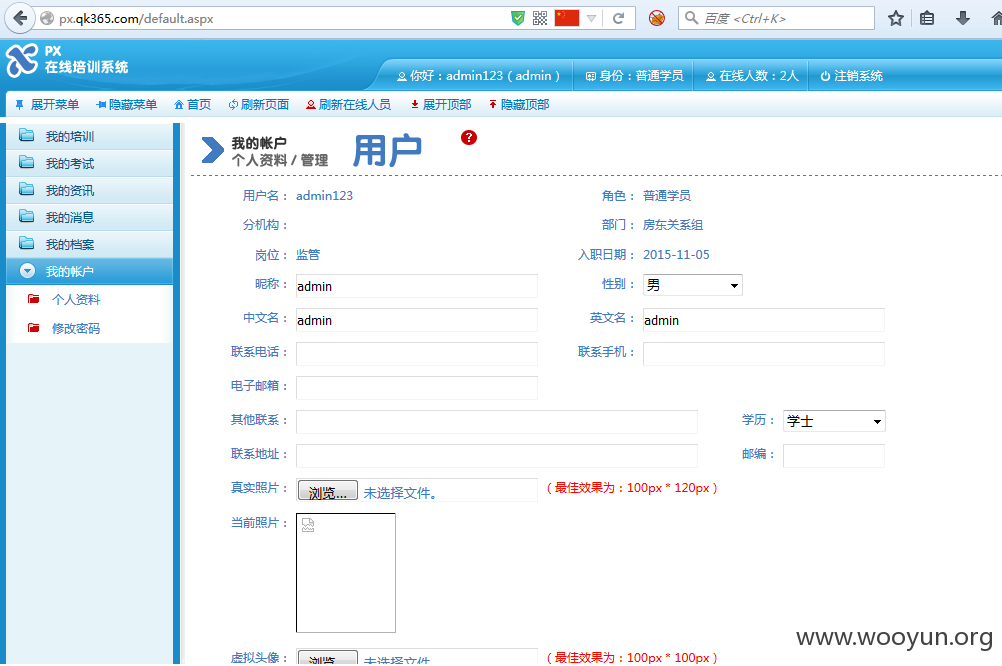 px.qk365.com/default.aspx
百度 <Ctrl+K>
PX
在线培训系统
你好：admin123 ( admin )
身份：普通学员
在线人数：2人
注销系统
展开菜单 隐藏菜单 首页 刷新页面 刷新在线人员 展开顶部 隐藏顶部
我的培训
我的考试
我的资讯
我的消息
我的档案
我的帐户
个人资料
修改密码
我的帐户
个人资料 / 管理
用户
?
用户名： admin123 角色： 普通学员
分机构： 部门： 房东关系组
岗位： 监管 入职日期： 2015-11-05
昵称： admin 性别： 男
中文名： admin 英文名： admin
联系电话： 联系手机：
电子邮箱：
其他联系： 学历： 学士
联系地址： 邮编：
真实照片： 浏览... 未选择文件。 ( 最佳效果为：100px * 120px )
当前照片：
虚拟头像： 浏览... 未选择文件。 ( 最佳效果为：100px * 100px )
www.wooyun.org